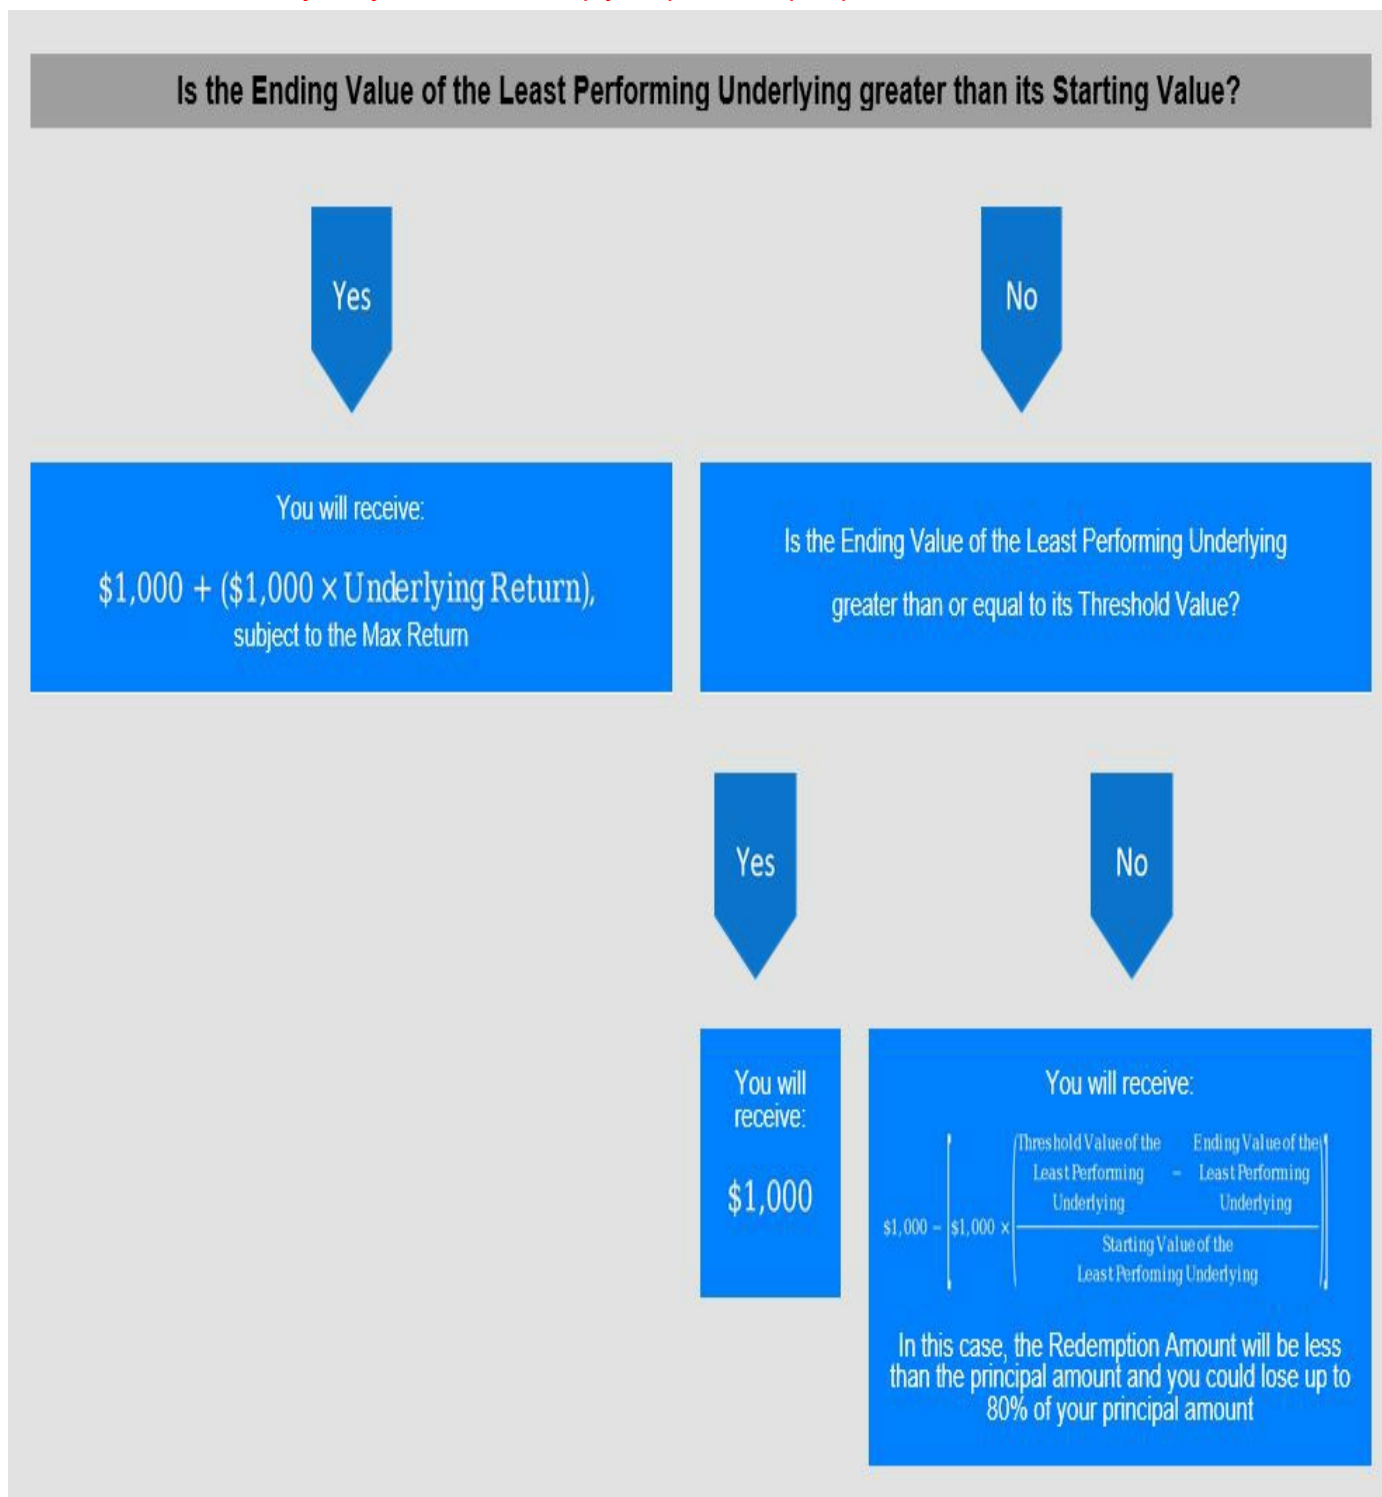 Is the Ending Value of the Least Performing Underlying greater than its Starting Value?
Yes
No
You will receive:
$1,000 + ($1,000 × Underlying Return),
subject to the Max Return
Is the Ending Value of the Least Performing Underlying
greater than or equal to its Threshold Value?
Yes
No
You will
receive:
$1,000
You will receive:
Threshold Value of the Ending Value of the
Least Performing − Least Performing
Underlying Underlying
$1,000 − [$1,000 × ( )]
Starting Value of the
Least Perfoming Underlying
In this case, the Redemption Amount will be less
than the principal amount and you could lose up to
80% of your principal amount